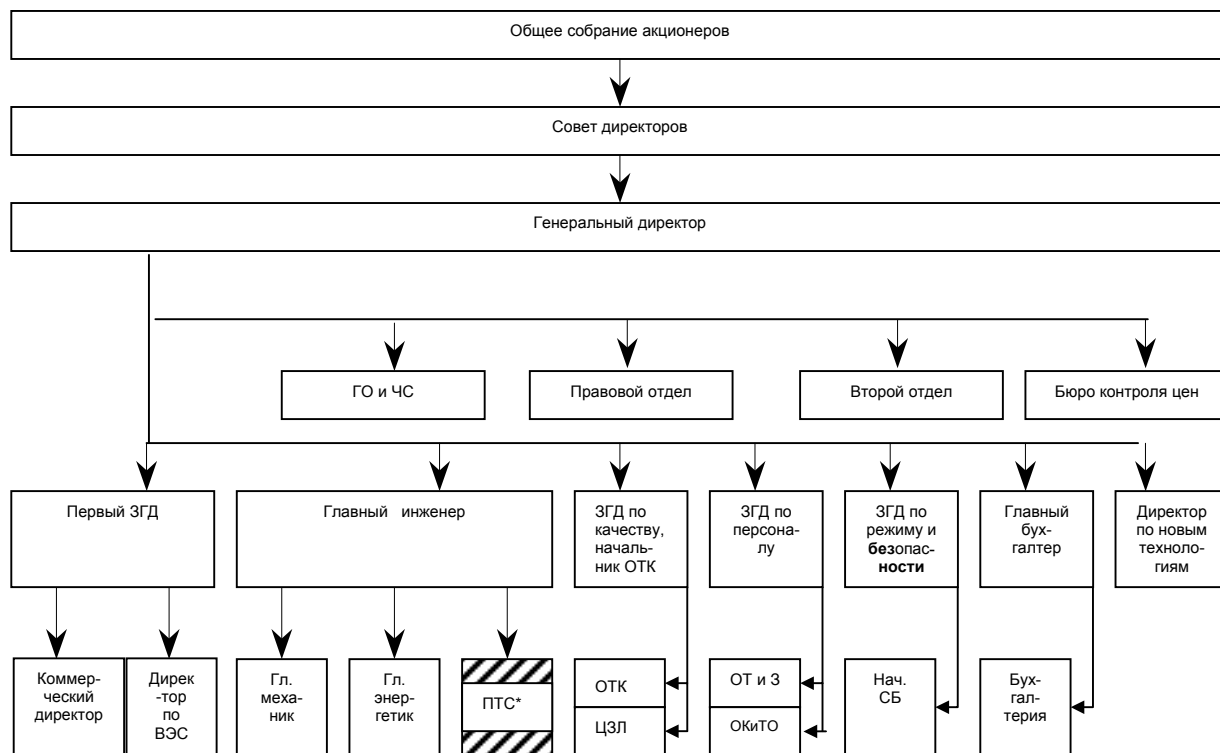 Общее собрание акционеров
Совет директоров
Генеральный директор
ГО и ЧС
Правовой отдел
Второй отдел
Бюро контроля цен
Первый ЗГД
Главный инженер
ЗГД по
качеству,
началь-
ник ОТК
ЗГД по
персона-
лу
ЗГД по
режиму и
безопас-
ности
Главный
бух-
галтер
Директор
по новым
техноло-
гиям
Коммер-
ческий
директор
Дирек
-тор
по
ВЭС
Гл.
меха-
ник
Гл.
энер-
гетик
ПТС*
ОТК
ЦЗЛ
ОТ и З
ОКиТО
Нач.
СБ
Бух-
гал-
терия